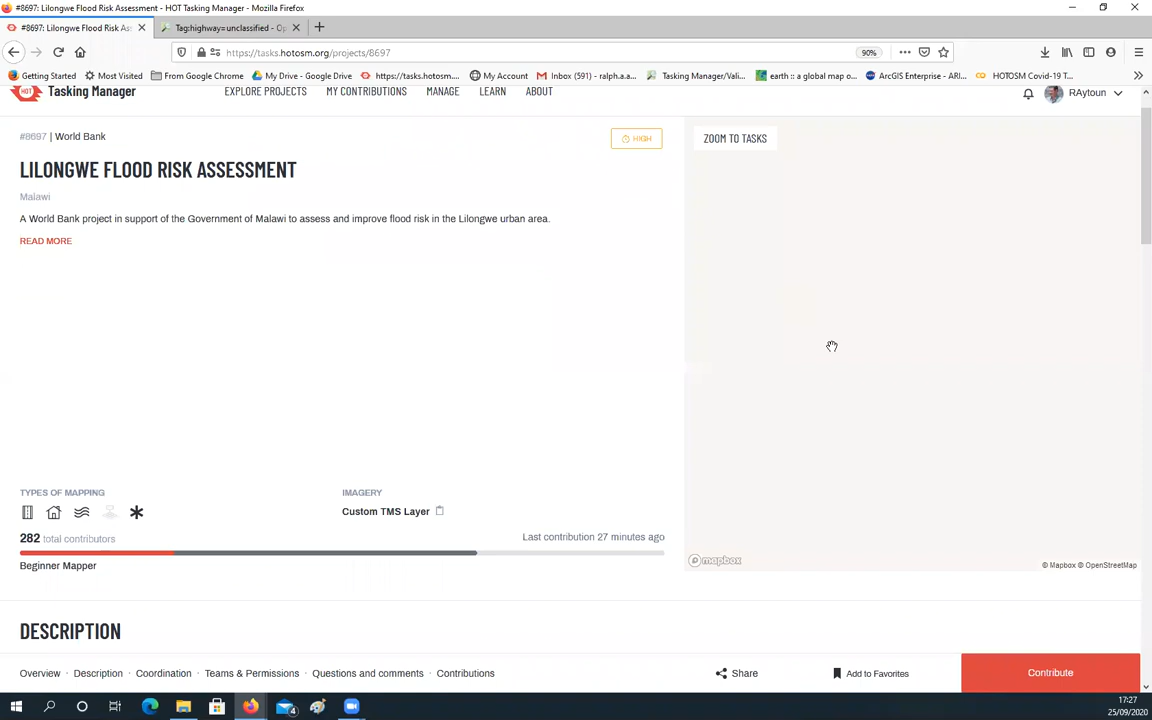 #8697: Lilongwe Flood Risk Assessment - HOT Tasking Manager - Mozilla Firefox
#8697: Lilongwe Flood Risk As:
Tag:highway=unclassified - Op
https://tasks.hotosm.org/projects/8697
90%
Getting Started
Most Visited
From Google Chrome
My Drive - Google Drive
https://tasks.hotosm....
My Account
Inbox (591) - ralph.a.a...
Tasking Manager/Vali...
earth :: a global map o...
ArcGIS Enterprise - ARI...
HOTOSM Covid-19 T...
HOT
Tasking Manager
EXPLORE PROJECTS
MY CONTRIBUTIONS
MANAGE
LEARN
ABOUT
RAytoun
#8697 | World Bank
HIGH
ZOOM TO TASKS
LILONGWE FLOOD RISK ASSESSMENT
Malawi
A World Bank project in support of the Government of Malawi to assess and improve flood risk in the Lilongwe urban area.
READ MORE
TYPES OF MAPPING
IMAGERY
Custom TMS Layer
282 total contributors
Last contribution 27 minutes ago
Beginner Mapper
mapbox
© Mapbox © OpenStreetMap
DESCRIPTION
Overview · Description · Coordination · Teams & Permissions · Questions and comments · Contributions
Share
Add to Favorites
Contribute
4
17:27
25/09/2020